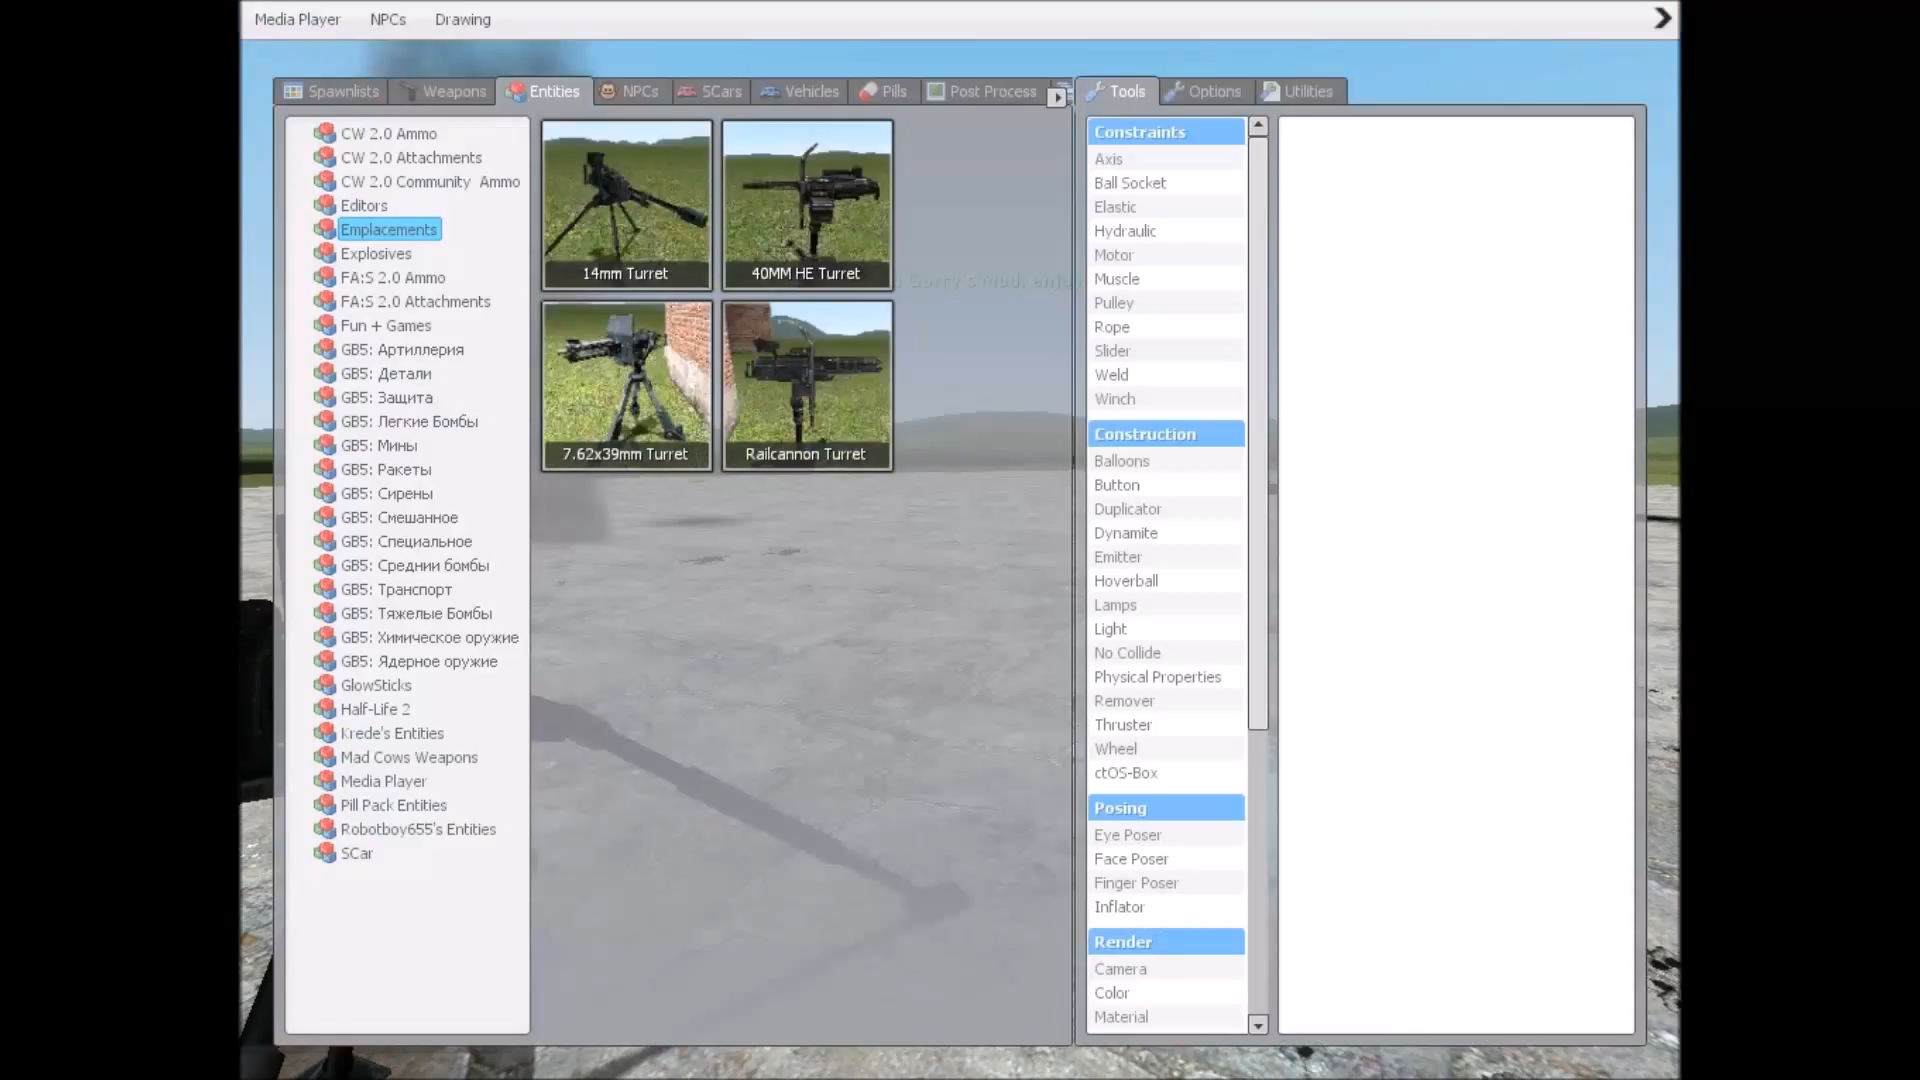 Media Player NPCs Drawing
Spawnlists Weapons Entities NPCs SCars Vehicles Pills Post Process
Tools Options Utilities
CW 2.0 Ammo
CW 2.0 Attachments
CW 2.0 Community Ammo
Editors
Emplacements
Explosives
FA:S 2.0 Ammo
FA:S 2.0 Attachments
Fun + Games
GB5: Артиллерия
GB5: Детали
GB5: Защита
GB5: Легкие Бомбы
GB5: Мины
GB5: Ракеты
GB5: Сирены
GB5: Смешанное
GB5: Специальное
GB5: Среднии бомбы
GB5: Транспорт
GB5: Тяжелые Бомбы
GB5: Химическое оружие
GB5: Ядерное оружие
GlowSticks
Half-Life 2
Krede's Entities
Mad Cows Weapons
Media Player
Pill Pack Entities
Robotboy655's Entities
SCar
14mm Turret
40MM HE Turret
7.62x39mm Turret
Railcannon Turret
Garry's Mod, enjo
Constraints
Axis
Ball Socket
Elastic
Hydraulic
Motor
Muscle
Pulley
Rope
Slider
Weld
Winch
Construction
Balloons
Button
Duplicator
Dynamite
Emitter
Hoverball
Lamps
Light
No Collide
Physical Properties
Remover
Thruster
Wheel
ctOS-Box
Posing
Eye Poser
Face Poser
Finger Poser
Inflator
Render
Camera
Color
Material